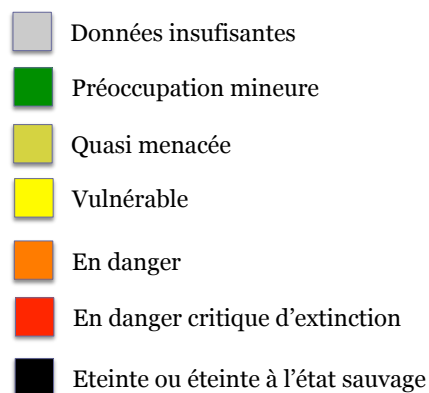 Données insufisantes
Préoccupation mineure
Quasi menacée
Vulnérable
En danger
En danger critique d’extinction
Eteinte ou éteinte à l’état sauvage